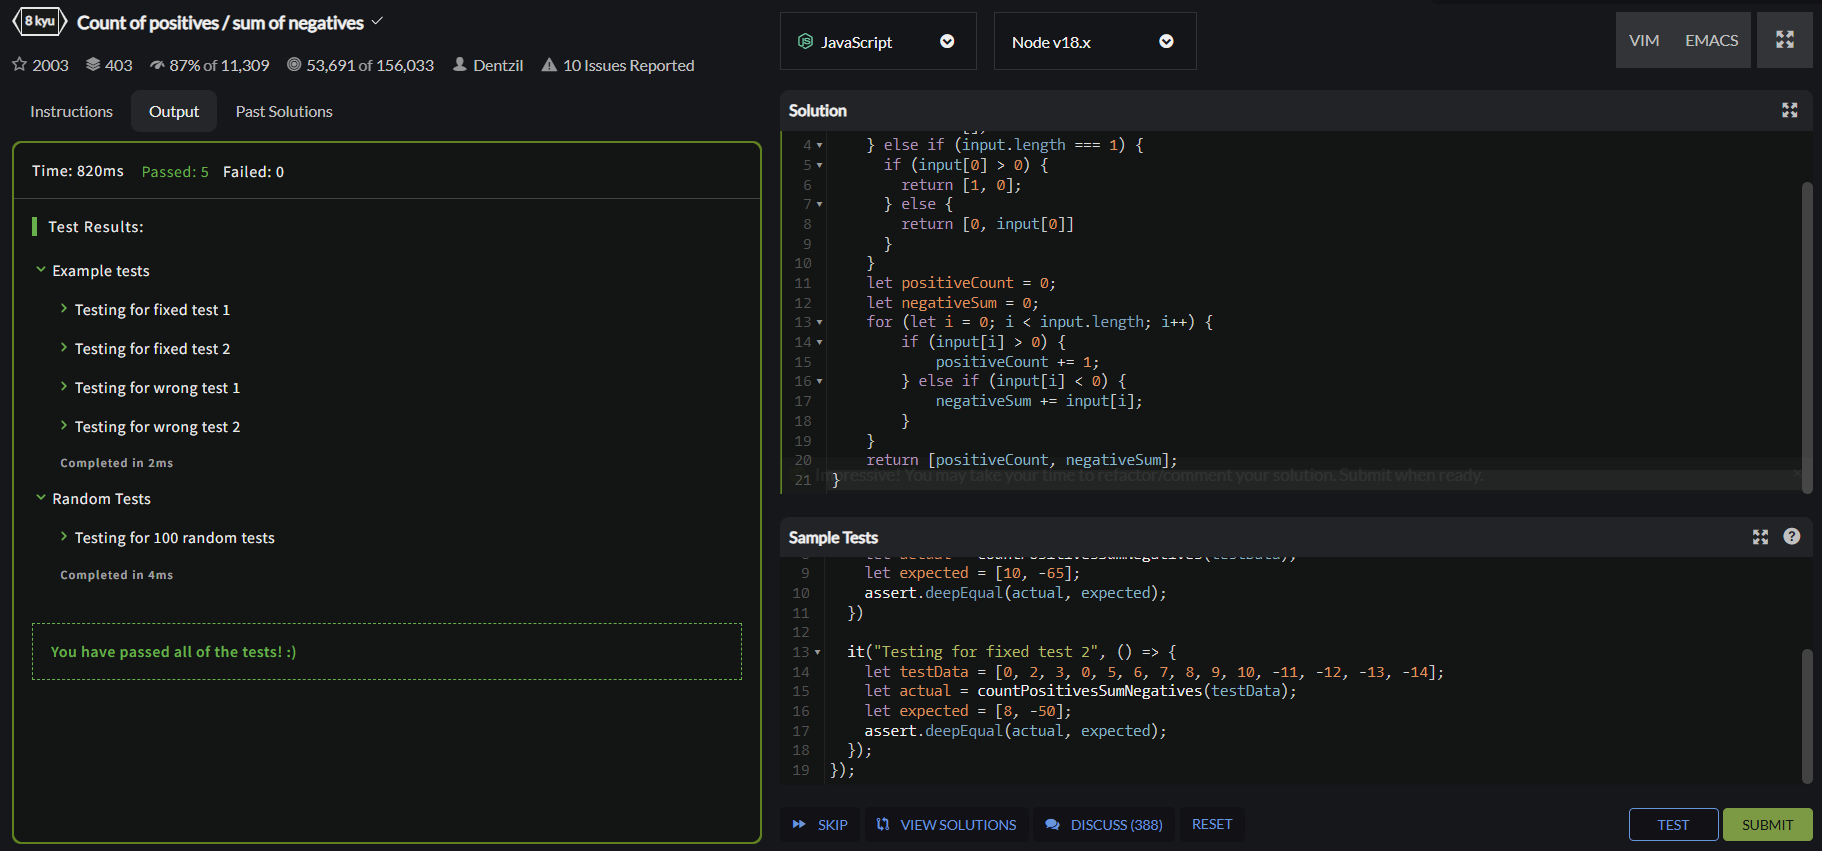 8 kyu Count of positives / sum of negatives
2003 403 87% of 11,309 53,691 of 156,033 Dentzil 10 Issues Reported
Instructions Output Past Solutions
Time: 820ms Passed: 5 Failed: 0
Test Results:
Example tests
Testing for fixed test 1
Testing for fixed test 2
Testing for wrong test 1
Testing for wrong test 2
Completed in 2ms
Random Tests
Testing for 100 random tests
Completed in 4ms
You have passed all of the tests! :)
JavaScript Node v18.x VIM EMACS
Solution
4 } else if (input.length === 1) {
5 if (input[0] > 0) {
6 return [1, 0];
7 } else {
8 return [0, input[0]]
9 }
10 }
11 let positiveCount = 0;
12 let negativeSum = 0;
13 for (let i = 0; i < input.length; i++) {
14 if (input[i] > 0) {
15 positiveCount += 1;
16 } else if (input[i] < 0) {
17 negativeSum += input[i];
18 }
19 }
20 return [positiveCount, negativeSum];
Impressive! You may take your time to refactor/comment your solution. Submit when ready.
21 }
Sample Tests
let actual = countPositivesSumNegatives(testData);
9 let expected = [10, -65];
10 assert.deepEqual(actual, expected);
11 })
12
13 it("Testing for fixed test 2", () => {
14 let testData = [0, 2, 3, 0, 5, 6, 7, 8, 9, 10, -11, -12, -13, -14];
15 let actual = countPositivesSumNegatives(testData);
16 let expected = [8, -50];
17 assert.deepEqual(actual, expected);
18 });
19 });
SKIP VIEW SOLUTIONS DISCUSS (388) RESET TEST SUBMIT